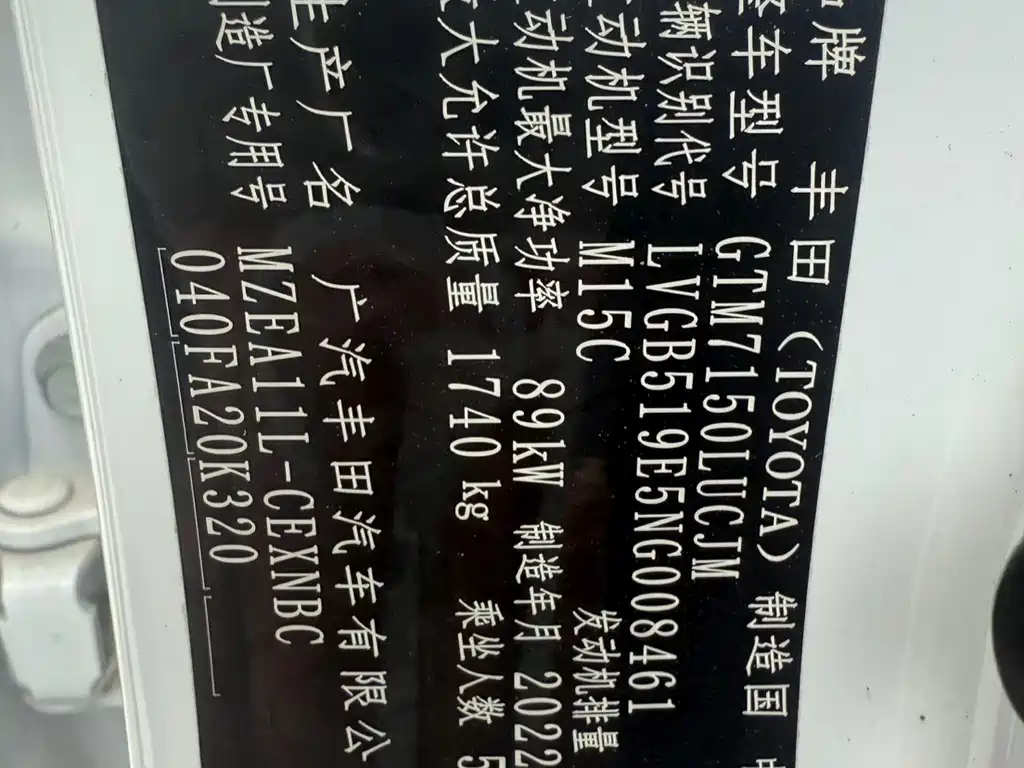 品牌 丰田 (TOYOTA) 制造国
整车型号 GTM7150LUCJM
车辆识别代号 LVGB519E5NG008461
发动机型号 M15C 发动机排量
发动机最大净功率 89kW 制造年月 2022
最大允许总质量 1740 kg 乘坐人数 5
生产厂名 广汽丰田汽车有限公
制造厂专用号 MZEA11L-CEXNBC
040FA20K320